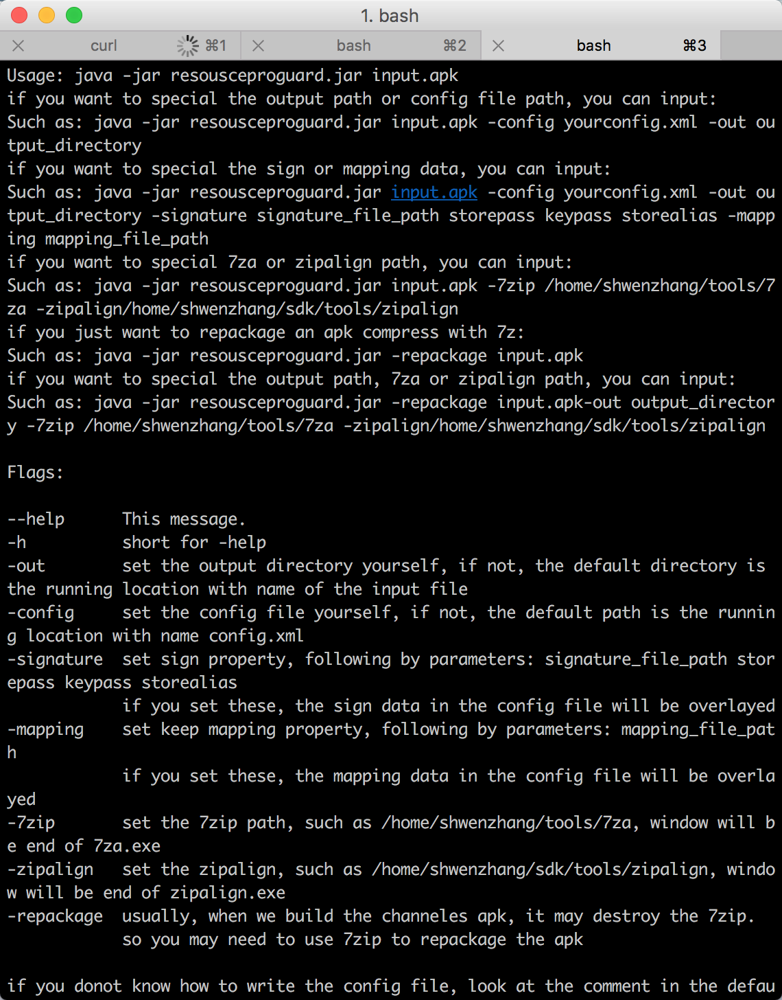 1. bash
curl ⌘1 bash ⌘2 bash ⌘3
Usage: java -jar resousceproguard.jar input.apk
if you want to special the output path or config file path, you can input:
Such as: java -jar resousceproguard.jar input.apk -config yourconfig.xml -out ou
tput_directory
if you want to special the sign or mapping data, you can input:
Such as: java -jar resousceproguard.jar input.apk -config yourconfig.xml -out ou
tput_directory -signature signature_file_path storepass keypass storealias -mapp
ing mapping_file_path
if you want to special 7za or zipalign path, you can input:
Such as: java -jar resousceproguard.jar input.apk -7zip /home/shwenzhang/tools/7
za -zipalign/home/shwenzhang/sdk/tools/zipalign
if you just want to repackage an apk compress with 7z:
Such as: java -jar resousceproguard.jar -repackage input.apk
if you want to special the output path, 7za or zipalign path, you can input:
Such as: java -jar resousceproguard.jar -repackage input.apk-out output_director
y -7zip /home/shwenzhang/tools/7za -zipalign/home/shwenzhang/sdk/tools/zipalign
Flags:
--help      This message.
-h          short for -help
-out        set the output directory yourself, if not, the default directory is
the running location with name of the input file
-config     set the config file yourself, if not, the default path is the runnin
g location with name config.xml
-signature  set sign property, following by parameters: signature_file_path stor
epass keypass storealias
            if you set these, the sign data in the config file will be overlayed
-mapping    set keep mapping property, following by parameters: mapping_file_pat
h
            if you set these, the mapping data in the config file will be overla
yed
-7zip       set the 7zip path, such as /home/shwenzhang/tools/7za, window will b
e end of 7za.exe
-zipalign   set the zipalign, such as /home/shwenzhang/sdk/tools/zipalign, windo
w will be end of zipalign.exe
-repackage  usually, when we build the channeles apk, it may destroy the 7zip.
            so you may need to use 7zip to repackage the apk
if you donot know how to write the config file, look at the comment in the defau